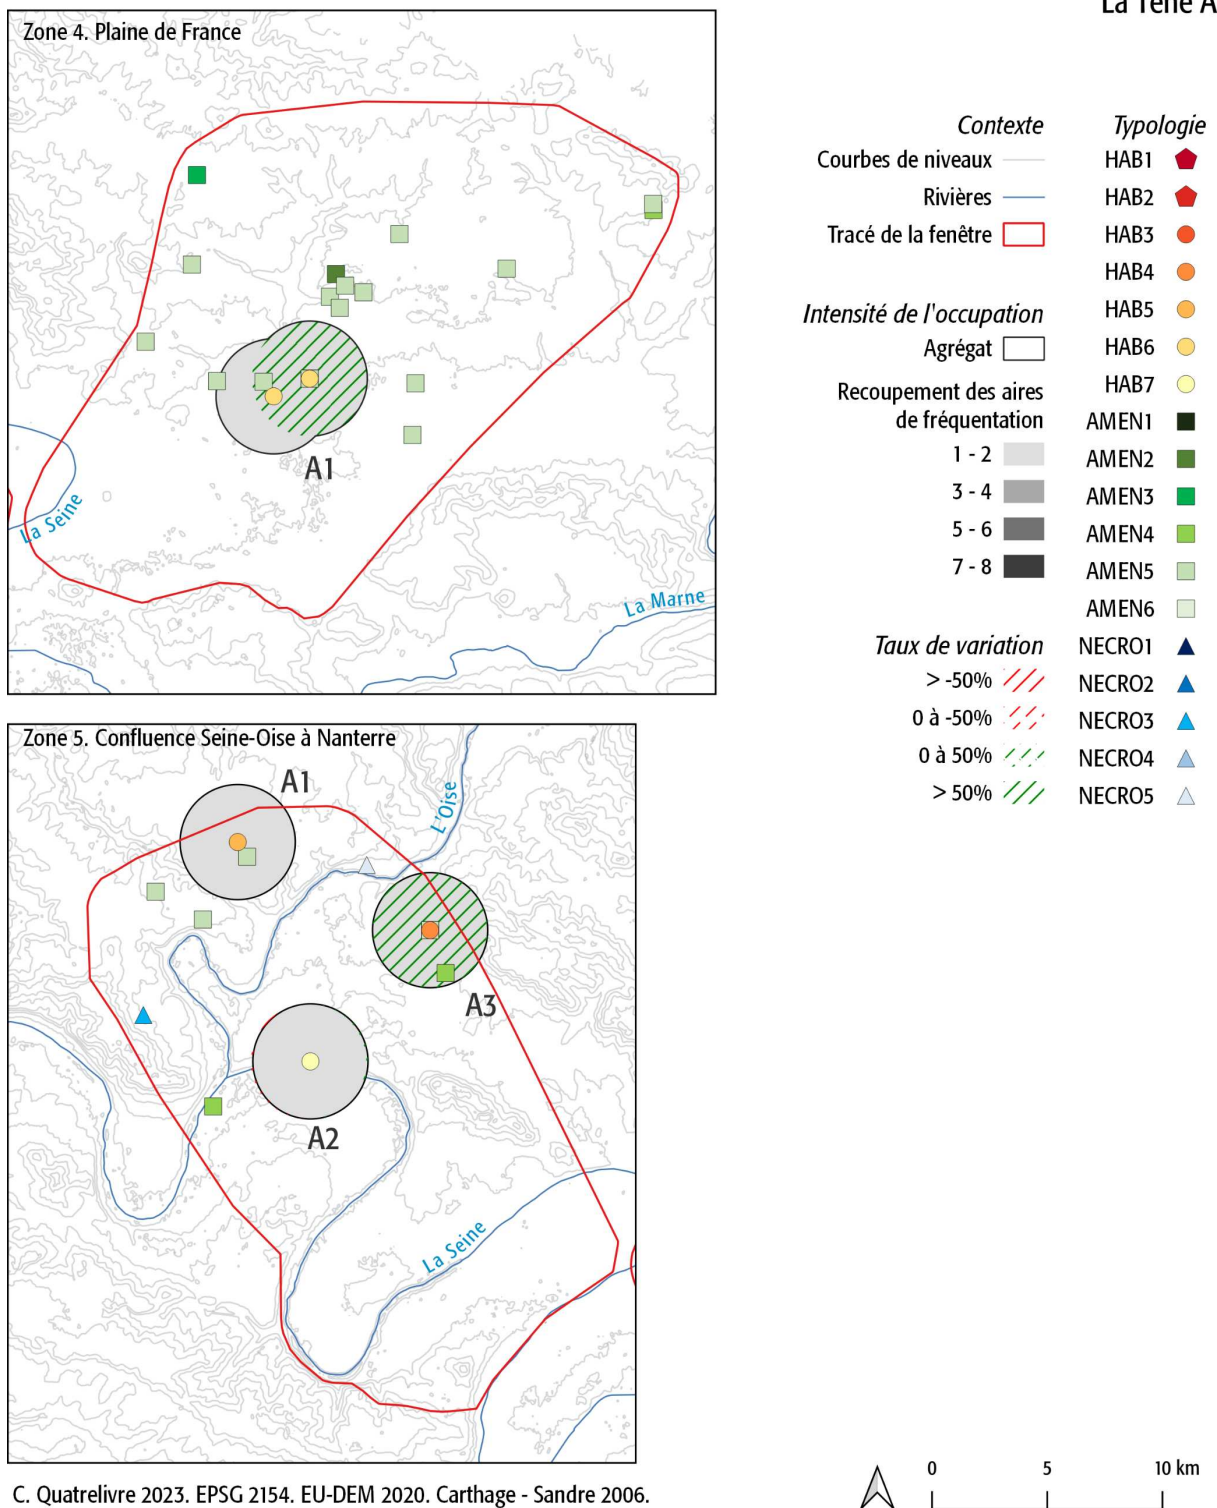 La Tène A
Zone 4. Plaine de France
A1
La Seine
La Marne
Zone 5. Confluence Seine-Oise à Nanterre
A1
L'Oise
A3
A2
La Seine
Contexte
Courbes de niveaux
Rivières
Tracé de la fenêtre
Intensité de l'occupation
Agrégat
Recoupement des aires
de fréquentation
1 - 2
3 - 4
5 - 6
7 - 8
Taux de variation
> -50%
0 à -50%
0 à 50%
> 50%
Typologie
HAB1
HAB2
HAB3
HAB4
HAB5
HAB6
HAB7
AMEN1
AMEN2
AMEN3
AMEN4
AMEN5
AMEN6
NECRO1
NECRO2
NECRO3
NECRO4
NECRO5
0 5 10 km
C. Quatrelivre 2023. EPSG 2154. EU-DEM 2020. Carthage - Sandre 2006.